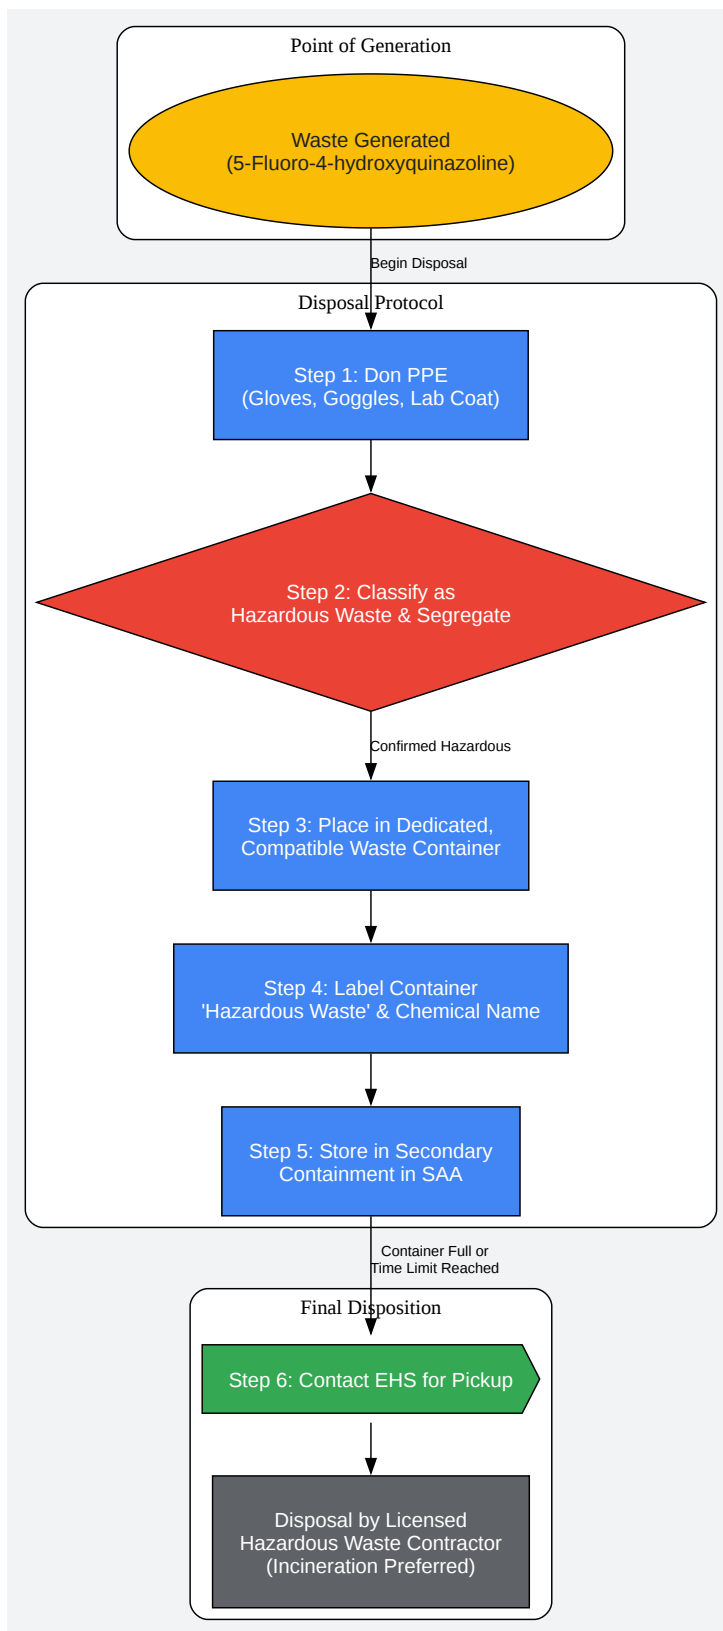 Point of Generation
Waste Generated
(5-Fluoro-4-hydroxyquinazoline)
Begin Disposal
Disposal Protocol
Step 1: Don PPE
(Gloves, Goggles, Lab Coat)
Step 2: Classify as
Hazardous Waste & Segregate
Confirmed Hazardous
Step 3: Place in Dedicated,
Compatible Waste Container
Step 4: Label Container
'Hazardous Waste' & Chemical Name
Step 5: Store in Secondary
Containment in SAA
Container Full or
Time Limit Reached
Final Disposition
Step 6: Contact EHS for Pickup
Disposal by Licensed
Hazardous Waste Contractor
(Incineration Preferred)